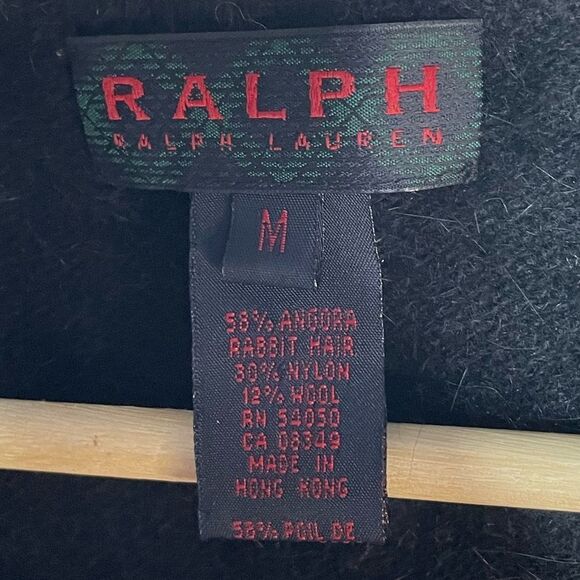 RALPH
RALPH LAUREN
M
58% ANGORA
RABBIT HAIR
30% NYLON
12% WOOL
RN 54050
CA 08349
MADE IN
HONG KONG
58% POIL DE